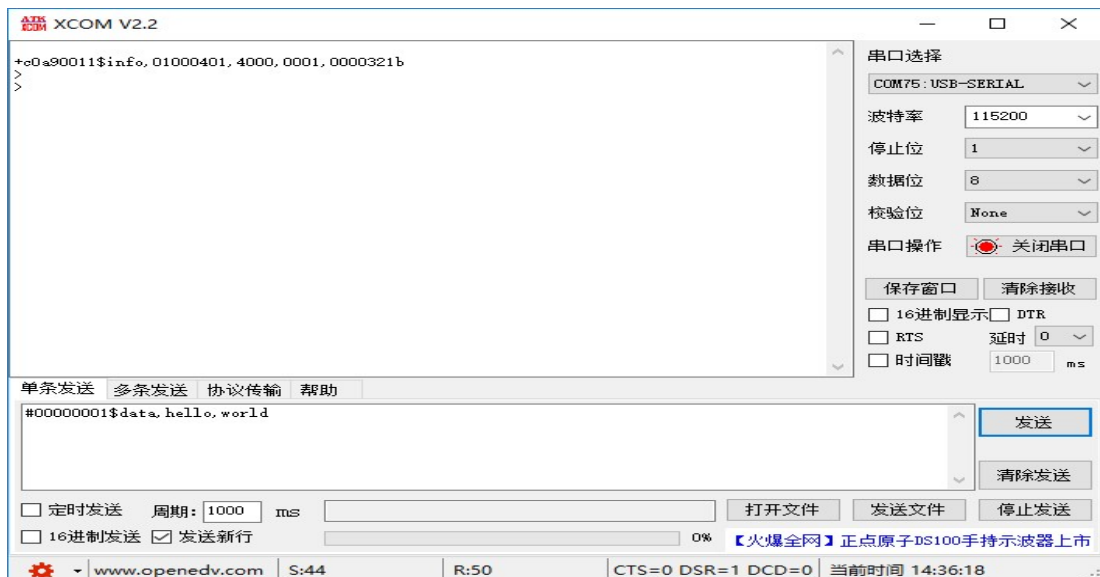 ATK XCOM XCOM V2.2
+c0a90011$info,01000401,4000,0001,0000321b
>
>
串口选择
COM75:USB-SERIAL
波特率 115200
停止位 1
数据位 8
校验位 None
串口操作 关闭串口
保存窗口 清除接收
16进制显示 DTR
RTS 延时 0
时间戳 1000 ms
单条发送 多条发送 协议传输 帮助
#00000001$data,hello,world
发送
清除发送
定时发送 周期: 1000 ms 打开文件 发送文件 停止发送
16进制发送 发送新行 0% 【火爆全网】正点原子DS100手持示波器上市
www.openedv.com S:44 R:50 CTS=0 DSR=1 DCD=0 当前时间 14:36:18